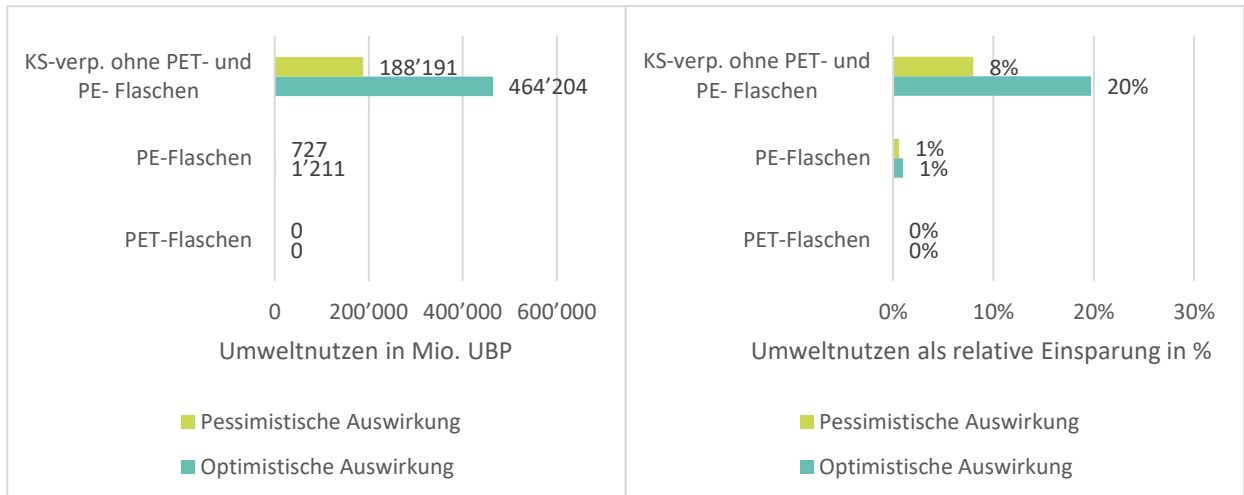 KS-verp. ohne PET- und
PE- Flaschen
188’191
464’204
PE-Flaschen
727
1’211
PET-Flaschen
0
0
0
200’000
400’000
600’000
Umweltnutzen in Mio. UBP
Pessimistische Auswirkung
Optimistische Auswirkung
KS-verp. ohne PET- und
PE- Flaschen
8%
20%
PE-Flaschen
1%
1%
PET-Flaschen
0%
0%
0%
10%
20%
30%
Umweltnutzen als relative Einsparung in %
Pessimistische Auswirkung
Optimistische Auswirkung